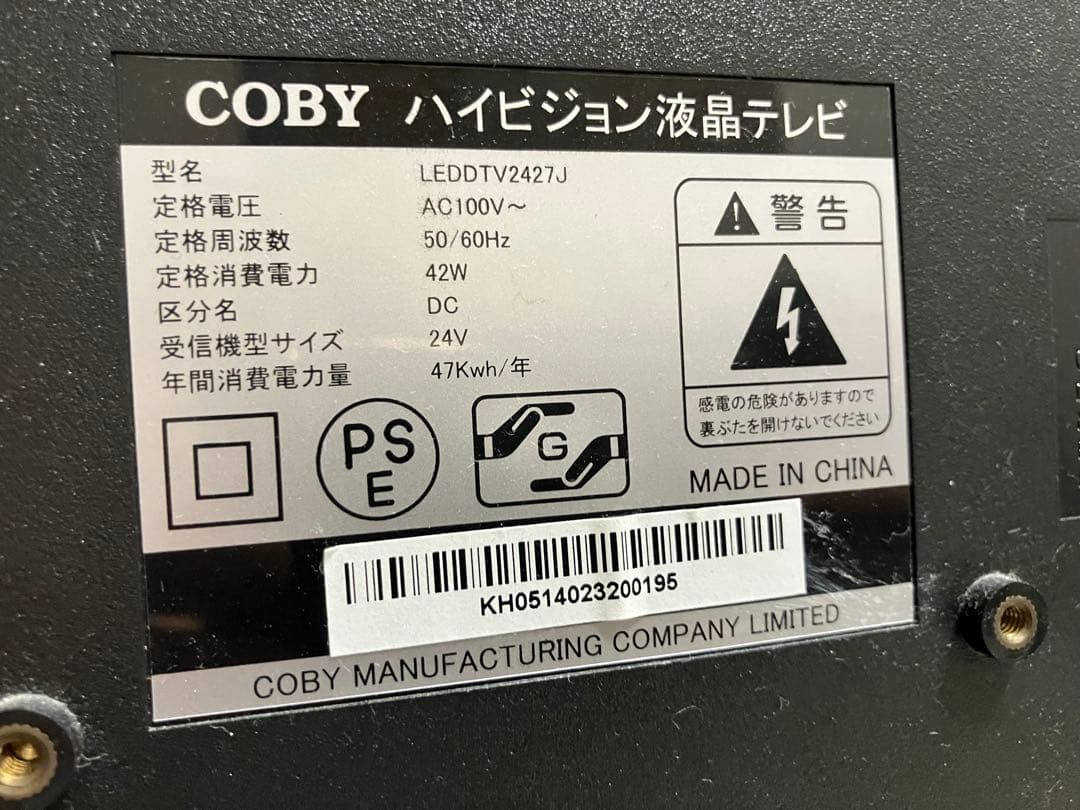 COBY ハイビジョン液晶テレビ
型名 LEDDTV2427J
定格電圧 AC100V～
定格周波数 50/60Hz
定格消費電力 42W
区分名 DC
受信機型サイズ 24V
年間消費電力量 47Kwh/年
警告
感電の危険がありますので
裏ぶたを開けないでください
PS
E
G
MADE IN CHINA
KH0514023200195
COBY MANUFACTURING COMPANY LIMITED